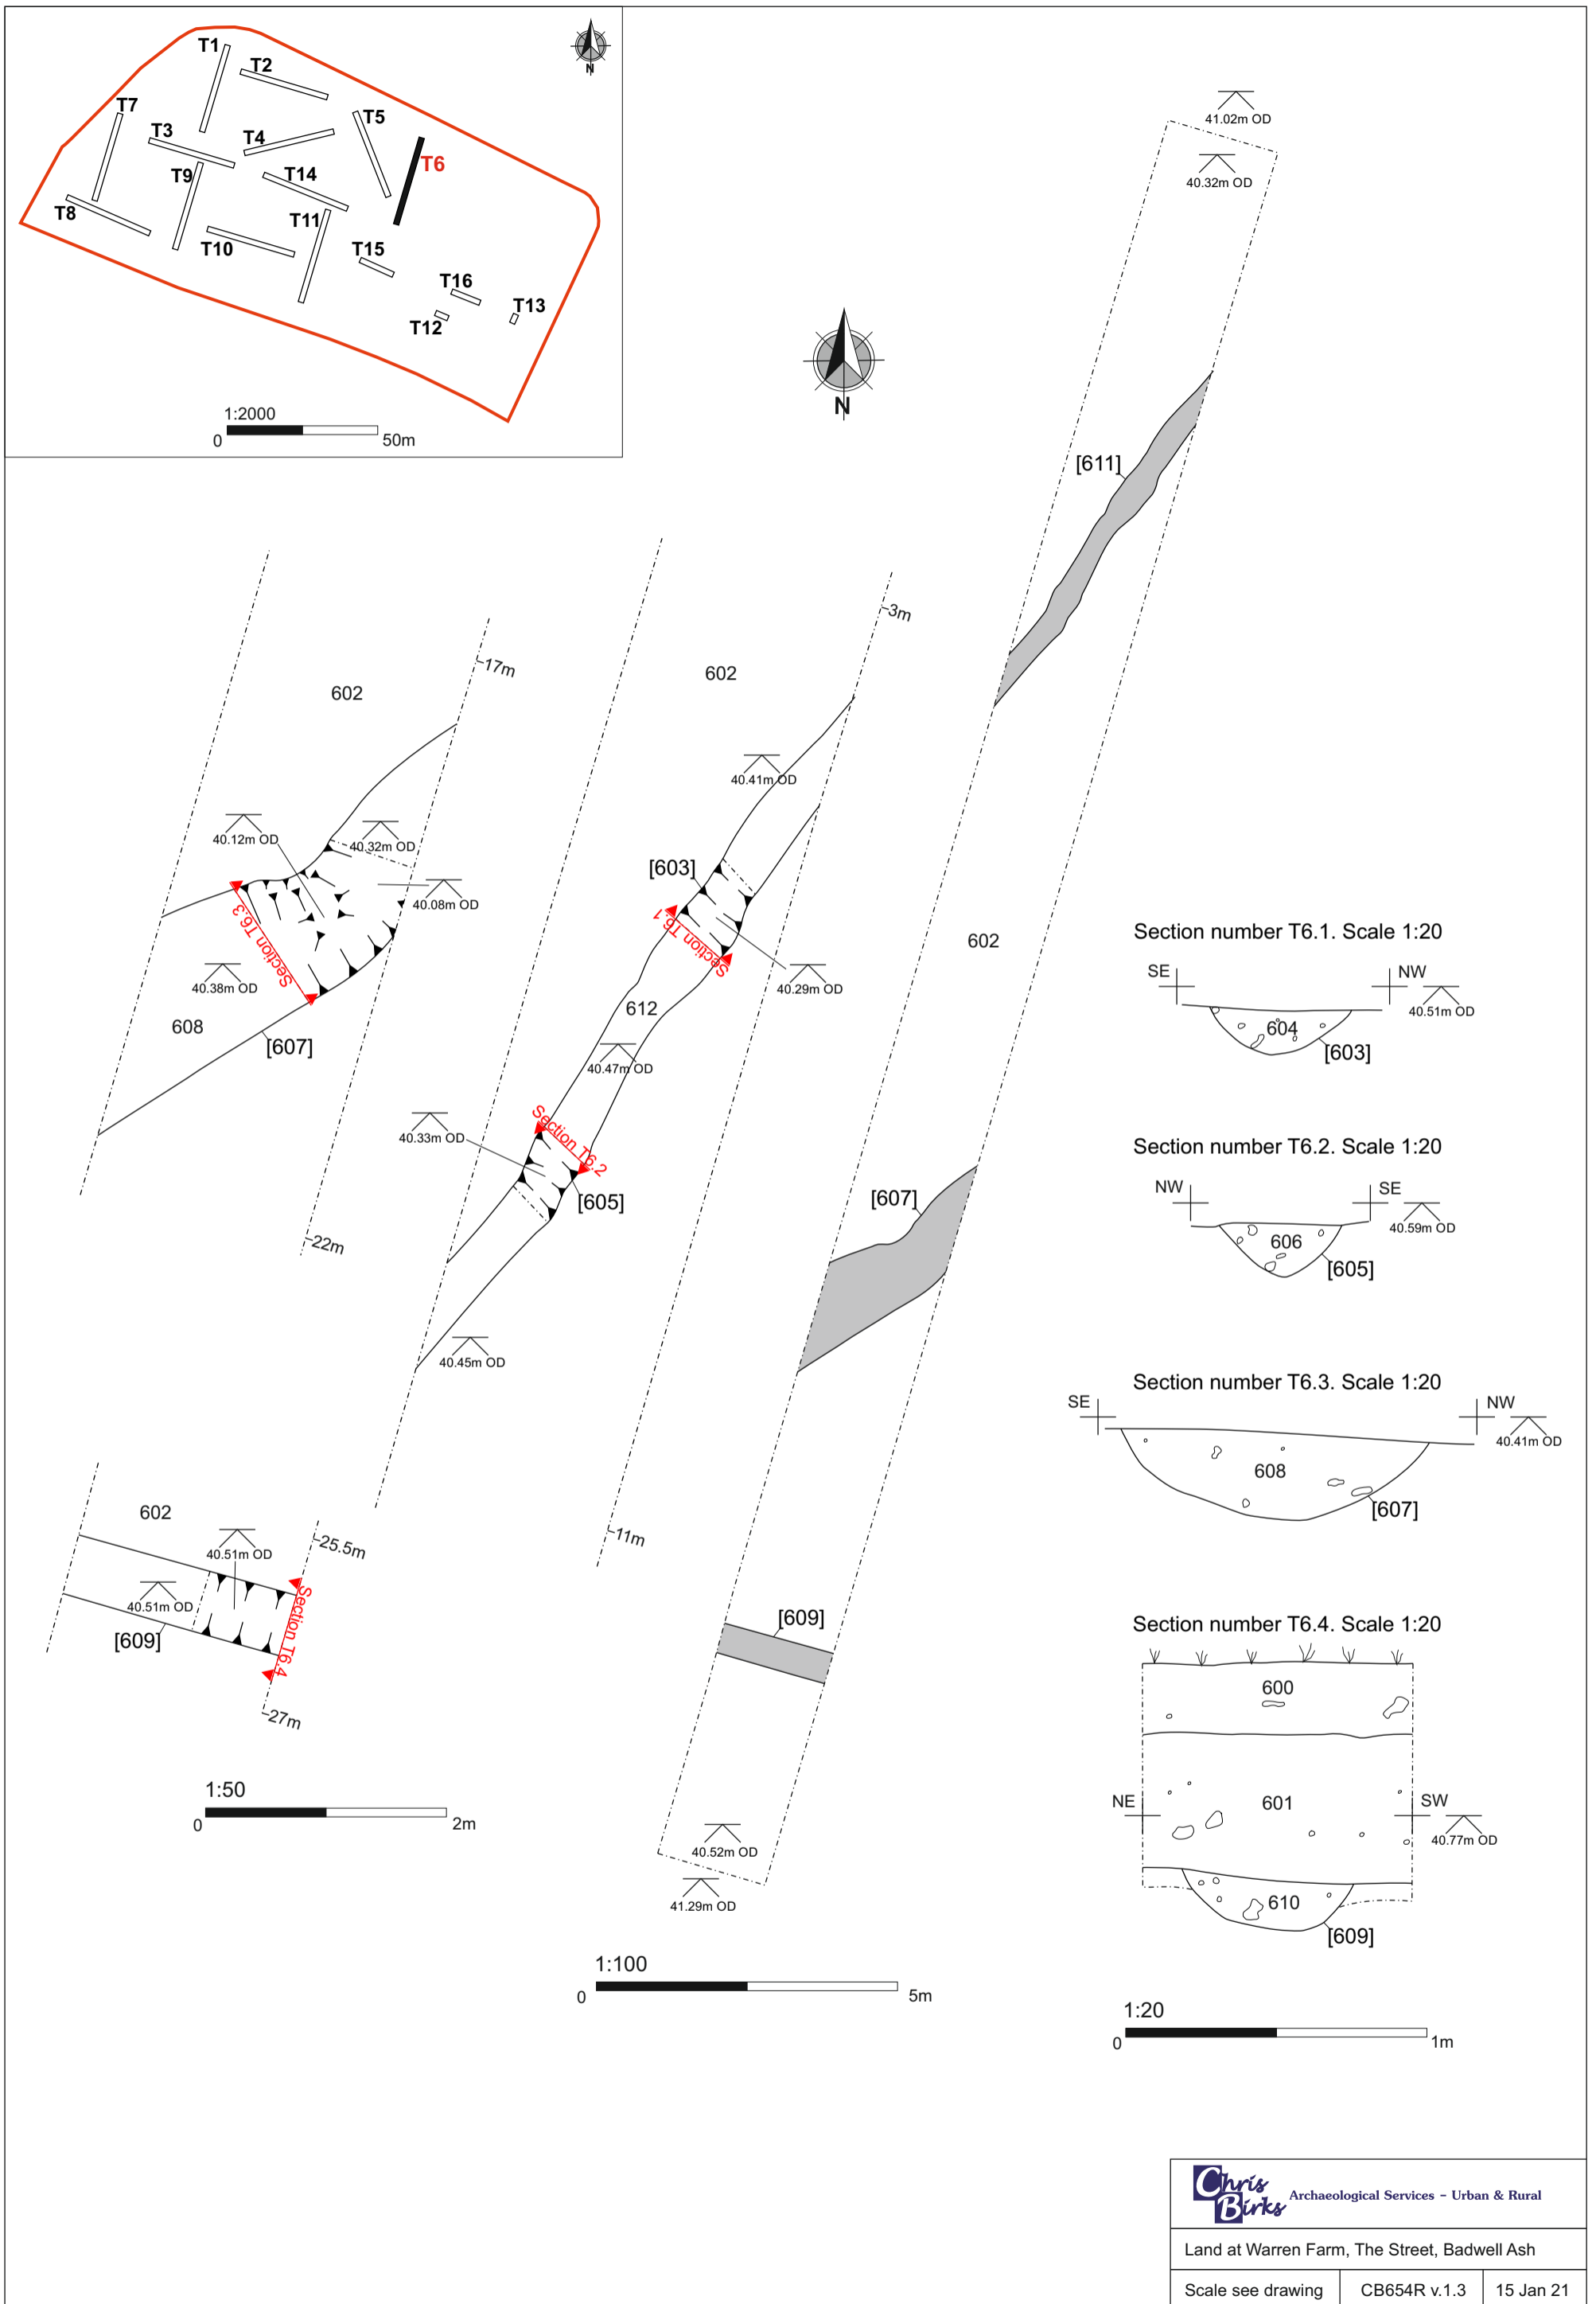 T1
T2
T7
T5
T3
T4
T6
T9
T14
T8
T11
T10
T15
T16
T13
T12
N
1:2000
0
50m
N
41.02m OD
40.32m OD
[611]
602
[607]
[609]
40.52m OD
41.29m OD
1:100
0
5m
17m
602
40.12m OD
40.32m OD
40.08m OD
Section T6.3
40.38m OD
608
[607]
22m
3m
602
40.41m OD
[603]
Section T6.1
40.29m OD
612
40.47m OD
40.33m OD
Section T6.2
[605]
40.45m OD
11m
602
25.5m
40.51m OD
40.51m OD
[609]
Section T6.4
27m
1:50
0
2m
Section number T6.1. Scale 1:20
SE
NW
40.51m OD
604
[603]
Section number T6.2. Scale 1:20
NW
SE
40.59m OD
606
[605]
Section number T6.3. Scale 1:20
SE
NW
40.41m OD
608
[607]
Section number T6.4. Scale 1:20
600
NE
601
SW
40.77m OD
610
[609]
1:20
0
1m
Chris
Birks
Archaeological Services - Urban & Rural
Land at Warren Farm, The Street, Badwell Ash
Scale see drawing
CB654R v.1.3
15 Jan 21